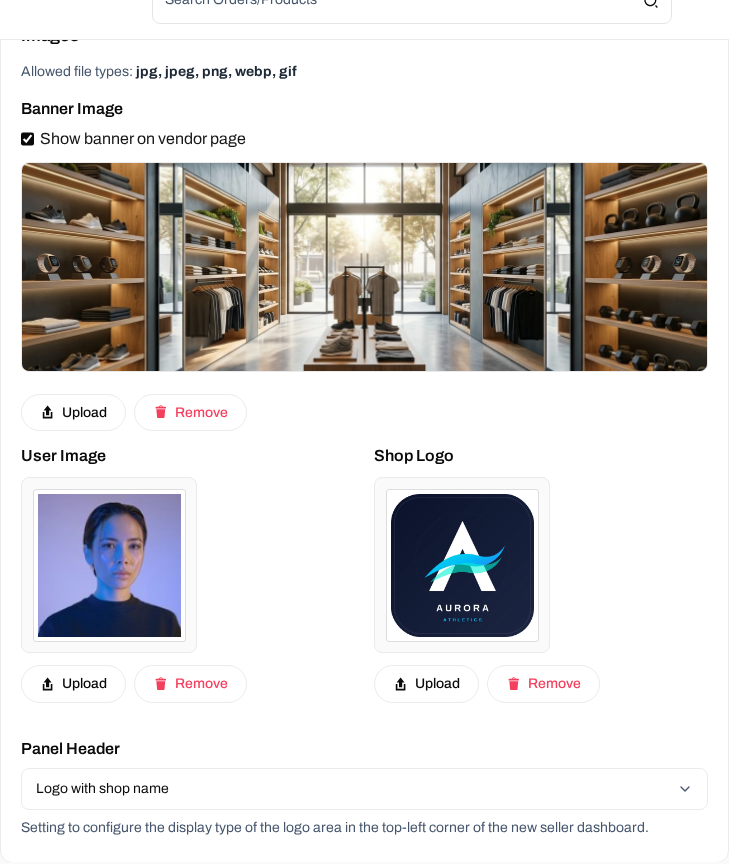 Search Orders/Products
Images
Allowed file types: jpg, jpeg, png, webp, gif
Banner Image
Show banner on vendor page
Upload
Remove
User Image
Shop Logo
AURORA
ATHLETICS
Upload
Remove
Upload
Remove
Panel Header
Logo with shop name
Setting to configure the display type of the logo area in the top-left corner of the new seller dashboard.